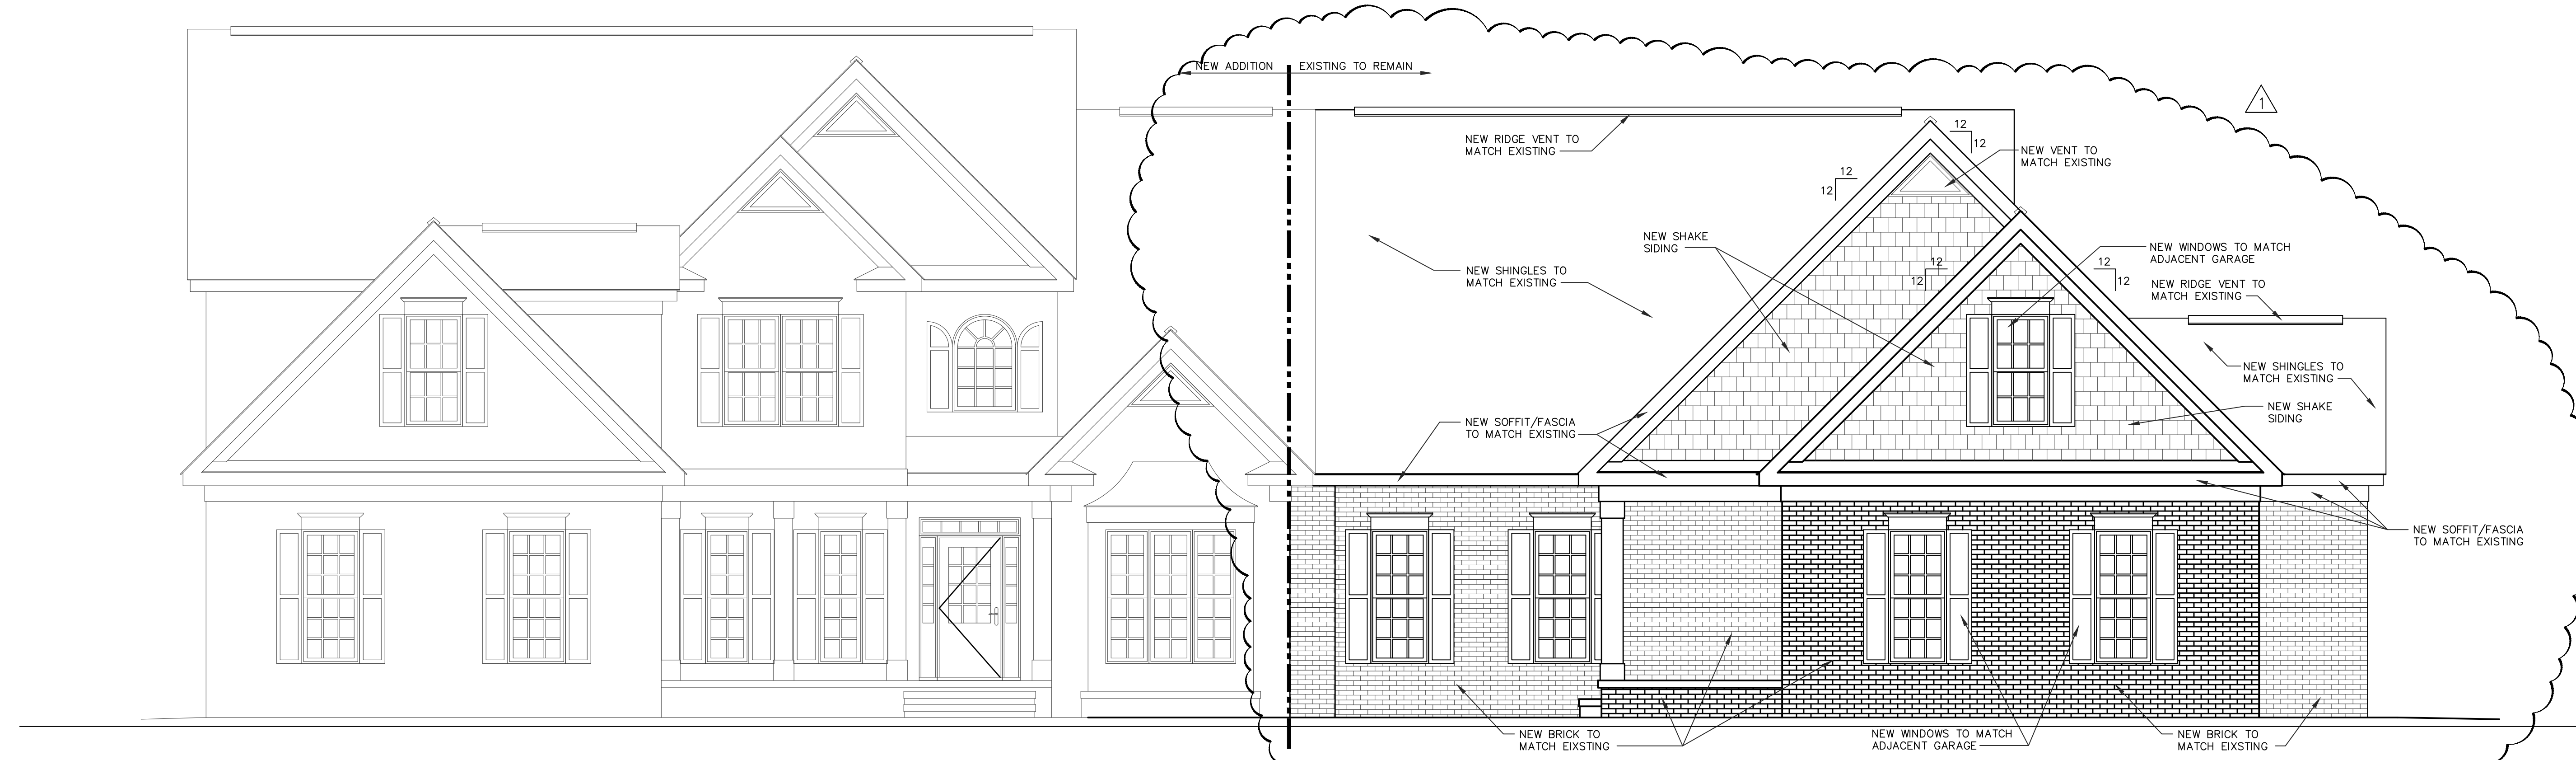 NEW ADDITION
EXISTING TO REMAIN
1
NEW RIDGE VENT TO
MATCH EXISTING
12
12
NEW VENT TO
MATCH EXISTING
12
12
NEW SHAKE
SIDING
NEW WINDOWS TO MATCH
ADJACENT GARAGE
NEW SHINGLES TO
MATCH EXISTING
12
12
12
12
NEW RIDGE VENT TO
MATCH EXISTING
NEW SHINGLES TO
MATCH EXISTING
NEW SHAKE
SIDING
NEW SOFFIT/FASCIA
TO MATCH EXISTING
NEW SOFFIT/FASCIA
TO MATCH EXISTING
NEW BRICK TO
MATCH EIXSTING
NEW WINDOWS TO MATCH
ADJACENT GARAGE
NEW BRICK TO
MATCH EIXSTING